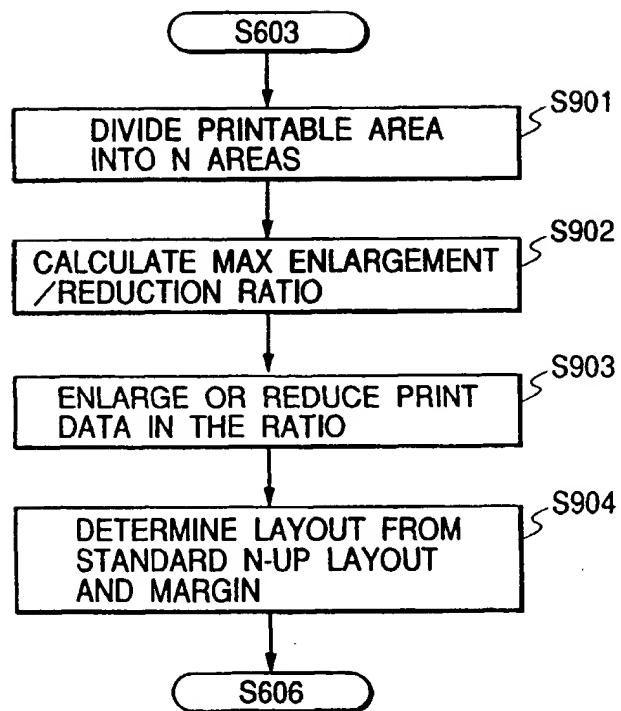 S603
S901
DIVIDE PRINTABLE AREA
INTO N AREAS
S902
CALCULATE MAX ENLARGEMENT
/REDUCTION RATIO
S903
ENLARGE OR REDUCE PRINT
DATA IN THE RATIO
S904
DETERMINE LAYOUT FROM
STANDARD N-UP LAYOUT
AND MARGIN
S606